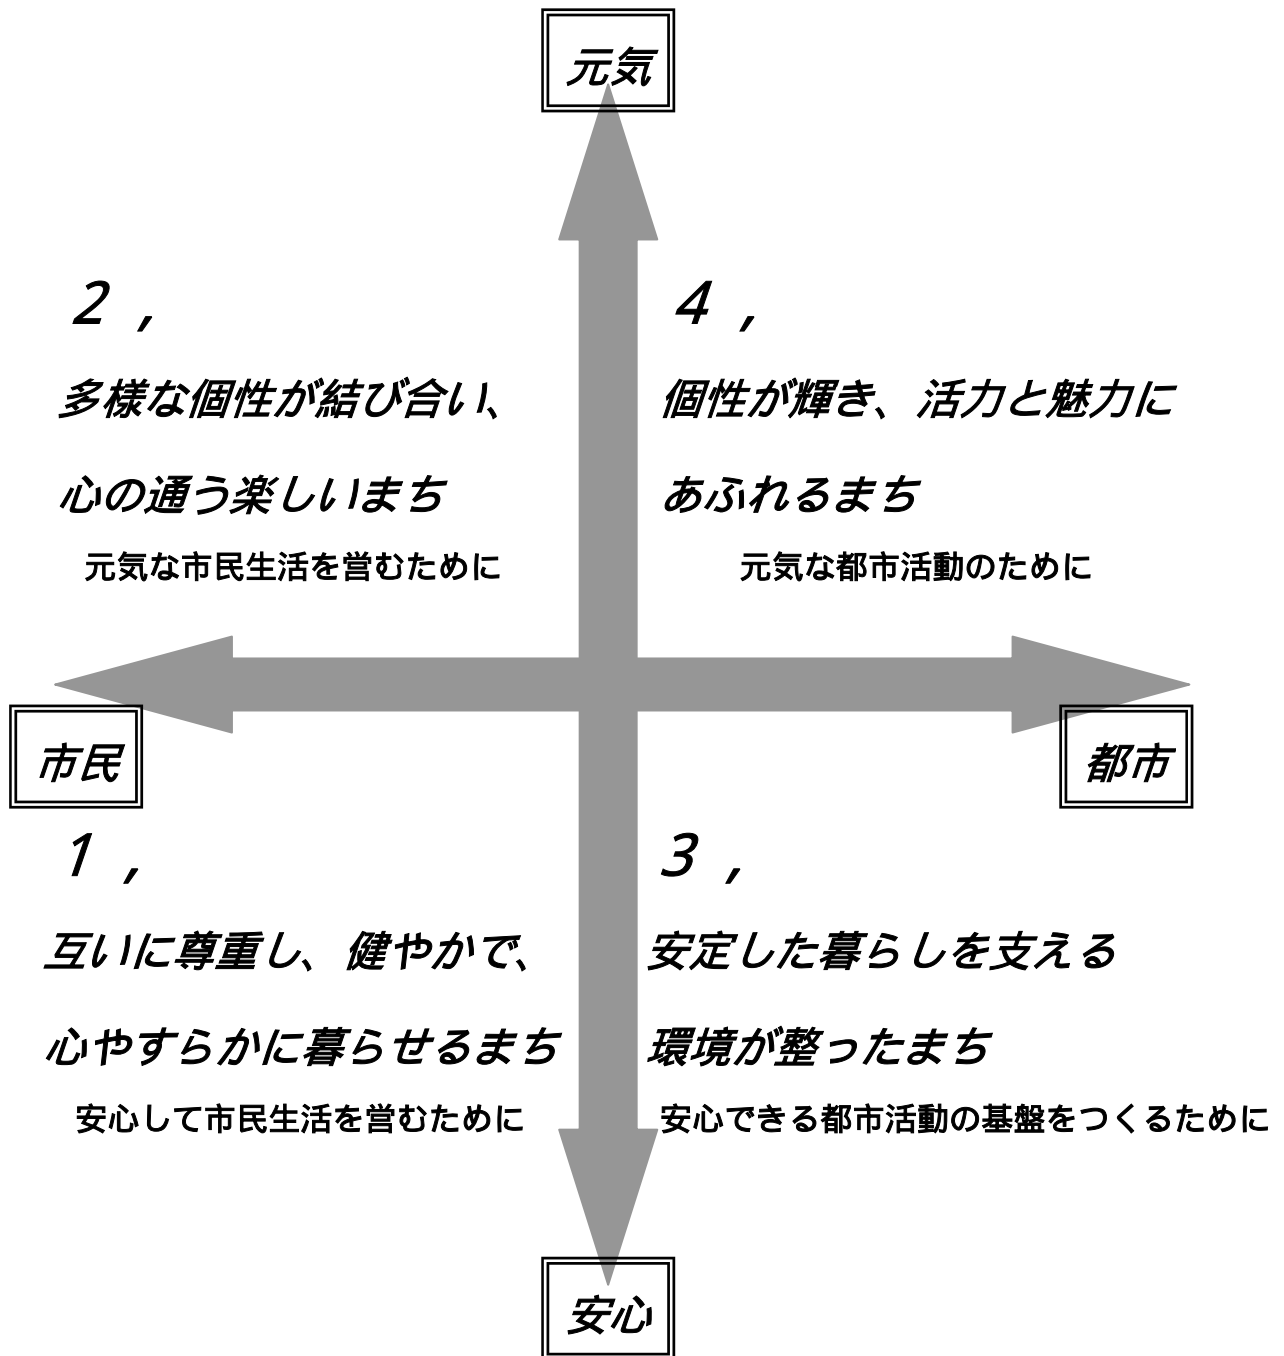 元気
２，
多様な個性が結び合い、
心の通う楽しいまち
元気な市民生活を営むために
４，
個性が輝き、活力と魅力に
あふれるまち
元気な都市活動のために
市民
都市
１，
互いに尊重し、健やかで、
心やすらかに暮らせるまち
安心して市民生活を営むために
３，
安定した暮らしを支える
環境が整ったまち
安心できる都市活動の基盤をつくるために
安心